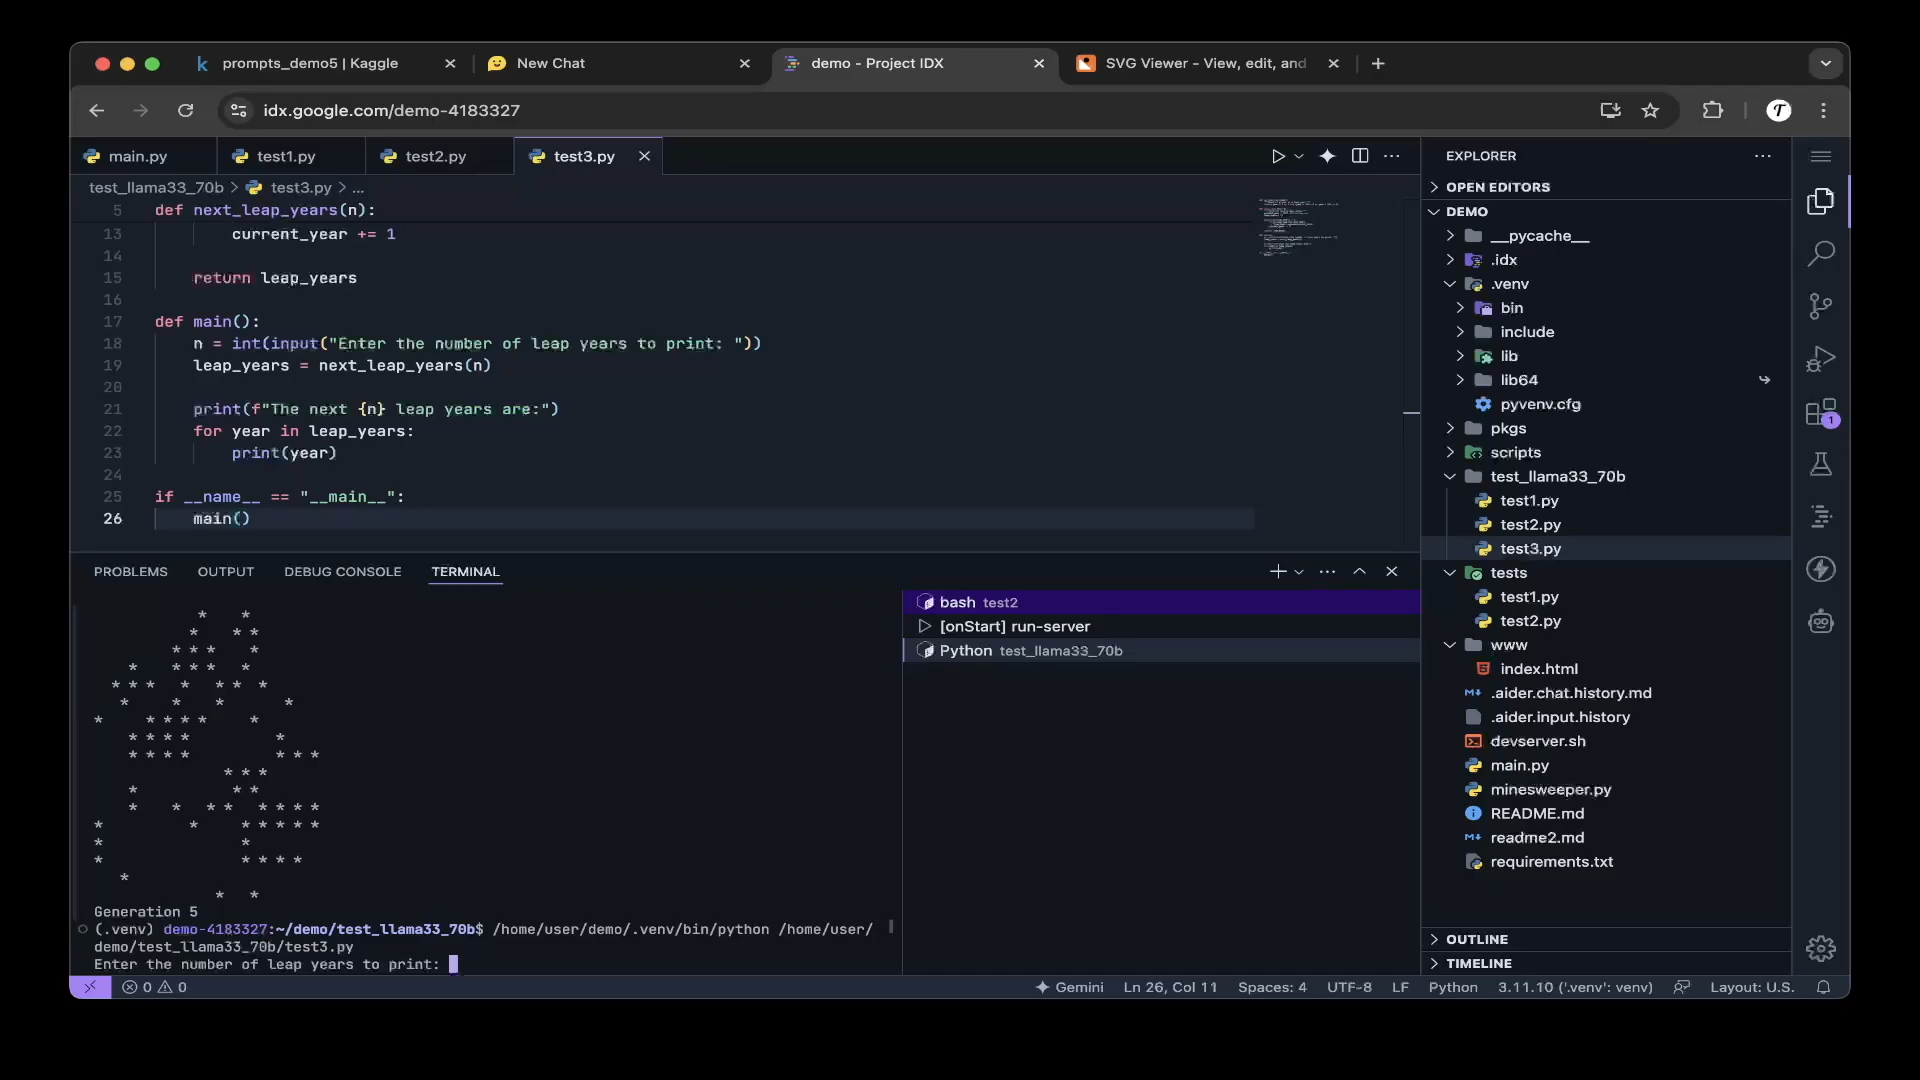 prompts_demo5 | Kaggle
New Chat
demo - Project IDX
SVG Viewer - View, edit, and
idx.google.com/demo-4183327
main.py
test1.py
test2.py
test3.py
test_llama33_70b > test3.py > ...
5 def next_leap_years(n):
13 current_year += 1
14
15 return leap_years
16
17 def main():
18 n = int(input("Enter the number of leap years to print: "))
19 leap_years = next_leap_years(n)
20
21 print(f"The next {n} leap years are:")
22 for year in leap_years:
23 print(year)
24
25 if __name__ == "__main__":
26 main()
PROBLEMS
OUTPUT
DEBUG CONSOLE
TERMINAL
* *
* * *
* * * *
* * * * *
* * * * * * *
* * * *
* * * * * *
* * * * *
* * * * * * *
* * *
* * *
* * * * * * * *
* * * * * * *
* *
* * * * *
*
* *
Generation 5
(.venv) demo-4183327:~/demo/test_llama33_70b$ /home/user/demo/.venv/bin/python /home/user/
demo/test_llama33_70b/test3.py
Enter the number of leap years to print:
bash test2
[onStart] run-server
Python test_llama33_70b
EXPLORER
OPEN EDITORS
DEMO
__pycache__
.idx
.venv
bin
include
lib
lib64
pyvenv.cfg
pkgs
scripts
test_llama33_70b
test1.py
test2.py
test3.py
tests
test1.py
test2.py
www
index.html
.aider.chat.history.md
.aider.input.history
devserver.sh
main.py
minesweeper.py
README.md
readme2.md
requirements.txt
OUTLINE
TIMELINE
1
0 0
Gemini
Ln 26, Col 11
Spaces: 4
UTF-8
LF
Python
3.11.10 ('.venv': venv)
Layout: U.S.